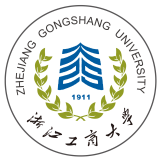 ZHEJIANG GONGSHANG UNIVERSITY
1911
浙江工商大学